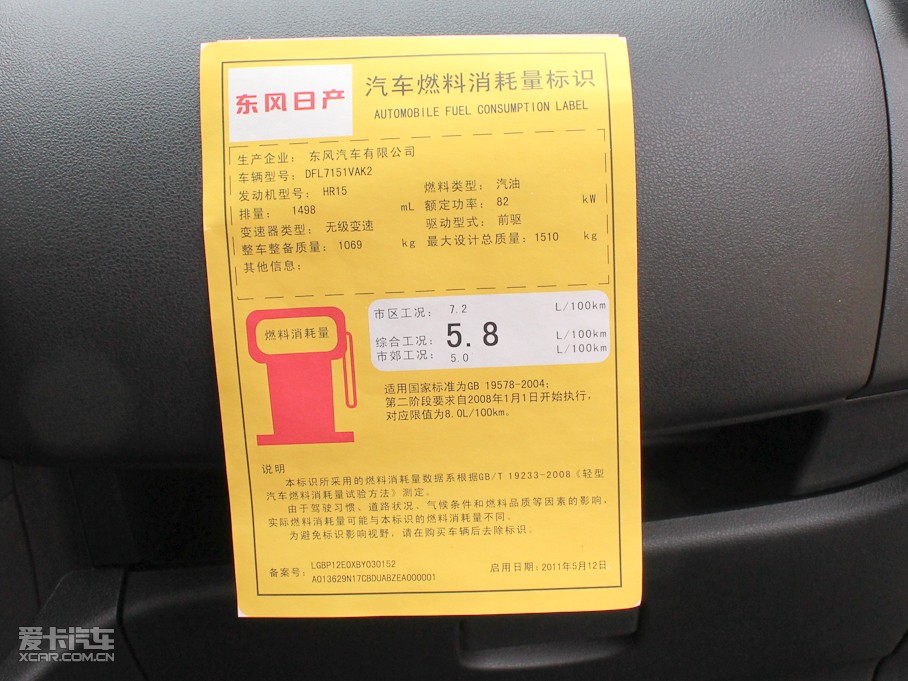 东风日产
汽车燃料消耗量标识
AUTOMOBILE FUEL CONSUMPTION LABEL
生产企业: 东风汽车有限公司
车辆型号: DFL7151VAK2
发动机型号: HR15 燃料类型: 汽油
排量: 1498 mL 额定功率: 82 kW
变速器类型: 无级变速 驱动型式: 前驱
整车整备质量: 1069 kg 最大设计总质量: 1510 kg
其他信息:
燃料消耗量
市区工况: 7.2 L/100km
综合工况: 5.8 L/100km
市郊工况: 5.0 L/100km
适用国家标准为GB 19578-2004;
第二阶段要求自2008年1月1日开始执行,
对应限值为8.0L/100km。
说明
本标识所采用的燃料消耗量数据系根据GB/T 19233-2008《轻型
汽车燃料消耗量试验方法》测定。
由于驾驶习惯、道路状况、气候条件和燃料品质等因素的影响,
实际燃料消耗量可能与本标识的燃料消耗量不同。
为避免标识影响视野,请在购买车辆后去除标识。
备案号: LGBP12E0XBY030152
A013629N17CBDUABZEA000001
启用日期: 2011年5月12日
爱卡汽车
XCAR.COM.CN